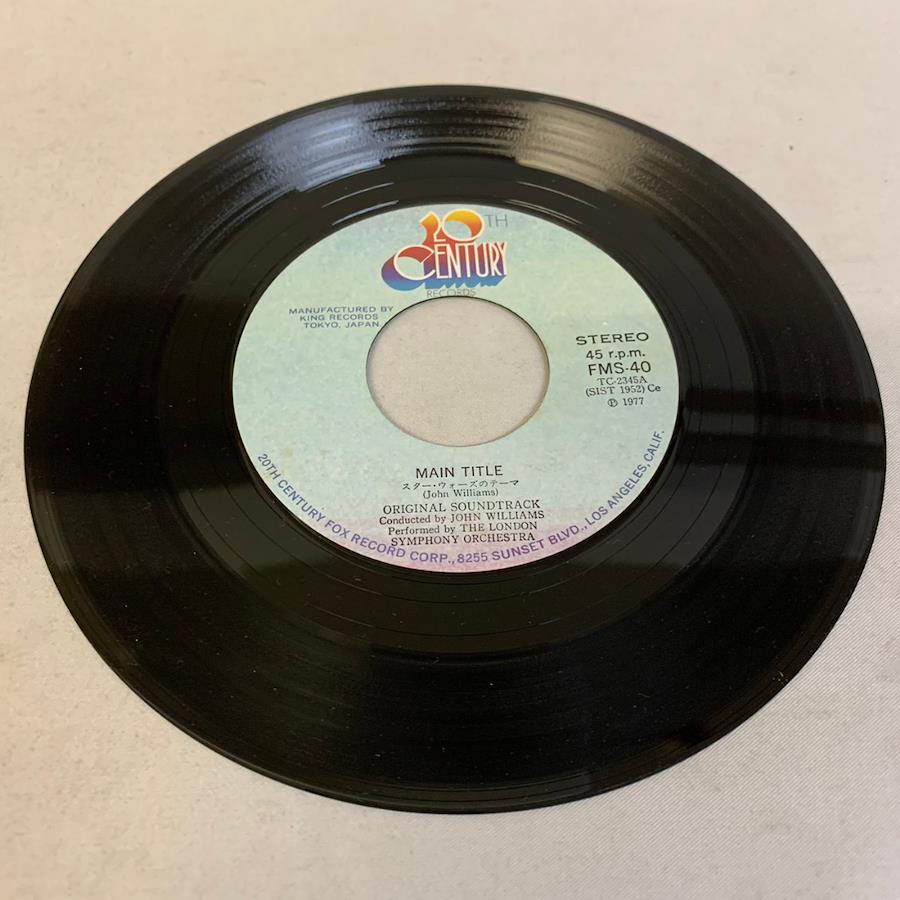 20TH
CENTURY
RECORDS
MANUFACTURED BY
KING RECORDS
TOKYO, JAPAN
STEREO
45 r.p.m.
FMS-40
TC-2345A
(SIST 1952) Ce
Ⓟ 1977
MAIN TITLE
スター・ウォーズのテーマ
(John Williams)
ORIGINAL SOUNDTRACK
Conducted by JOHN WILLIAMS
Performed by THE LONDON
SYMPHONY ORCHESTRA
20TH CENTURY FOX RECORD CORP., 8255 SUNSET BLVD., LOS ANGELES, CALIF.